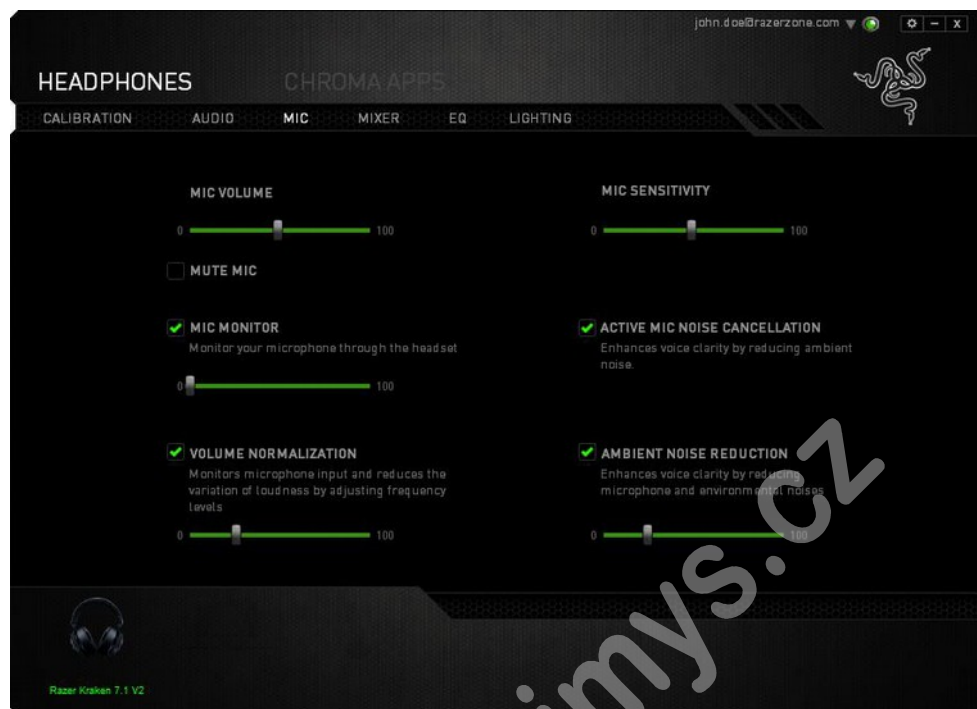 john.doe@razerzone.com
HEADPHONES
CHROMA APPS
CALIBRATION
AUDIO
MIC
MIXER
EQ
LIGHTING
MIC VOLUME
0
100
MUTE MIC
MIC SENSITIVITY
0
100
MIC MONITOR
Monitor your microphone through the headset
0
100
ACTIVE MIC NOISE CANCELLATION
Enhances voice clarity by reducing ambient
noise.
VOLUME NORMALIZATION
Monitors microphone input and reduces the
variation of loudness by adjusting frequency
levels
0
100
AMBIENT NOISE REDUCTION
Enhances voice clarity by reducing
microphone and environmental noises
0
100
Razer Kraken 7.1 V2
imys.cz